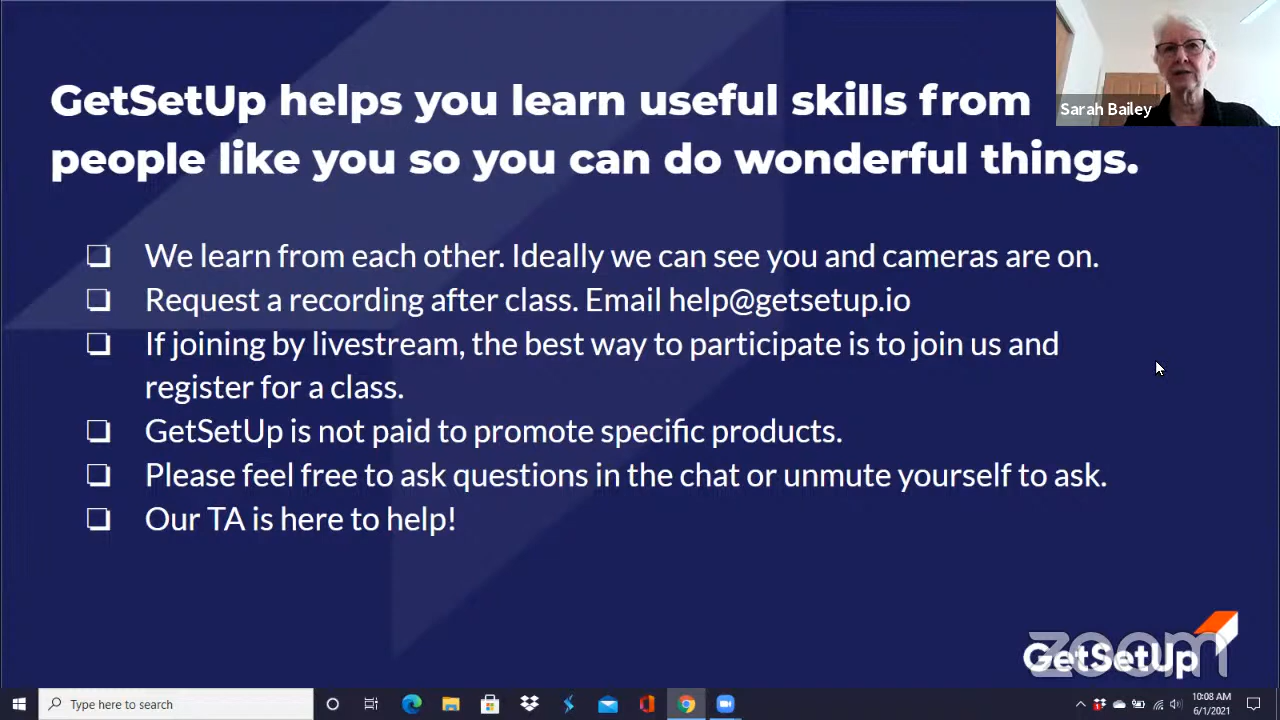 GetSetUp helps you learn useful skills from
people like you so you can do wonderful things.
Sarah Bailey
We learn from each other. Ideally we can see you and cameras are on.
Request a recording after class. Email help@getsetup.io
If joining by livestream, the best way to participate is to join us and
register for a class.
GetSetUp is not paid to promote specific products.
Please feel free to ask questions in the chat or unmute yourself to ask.
Our TA is here to help!
zoom
GetSetUp
Type here to search
10:08 AM
6/1/2021